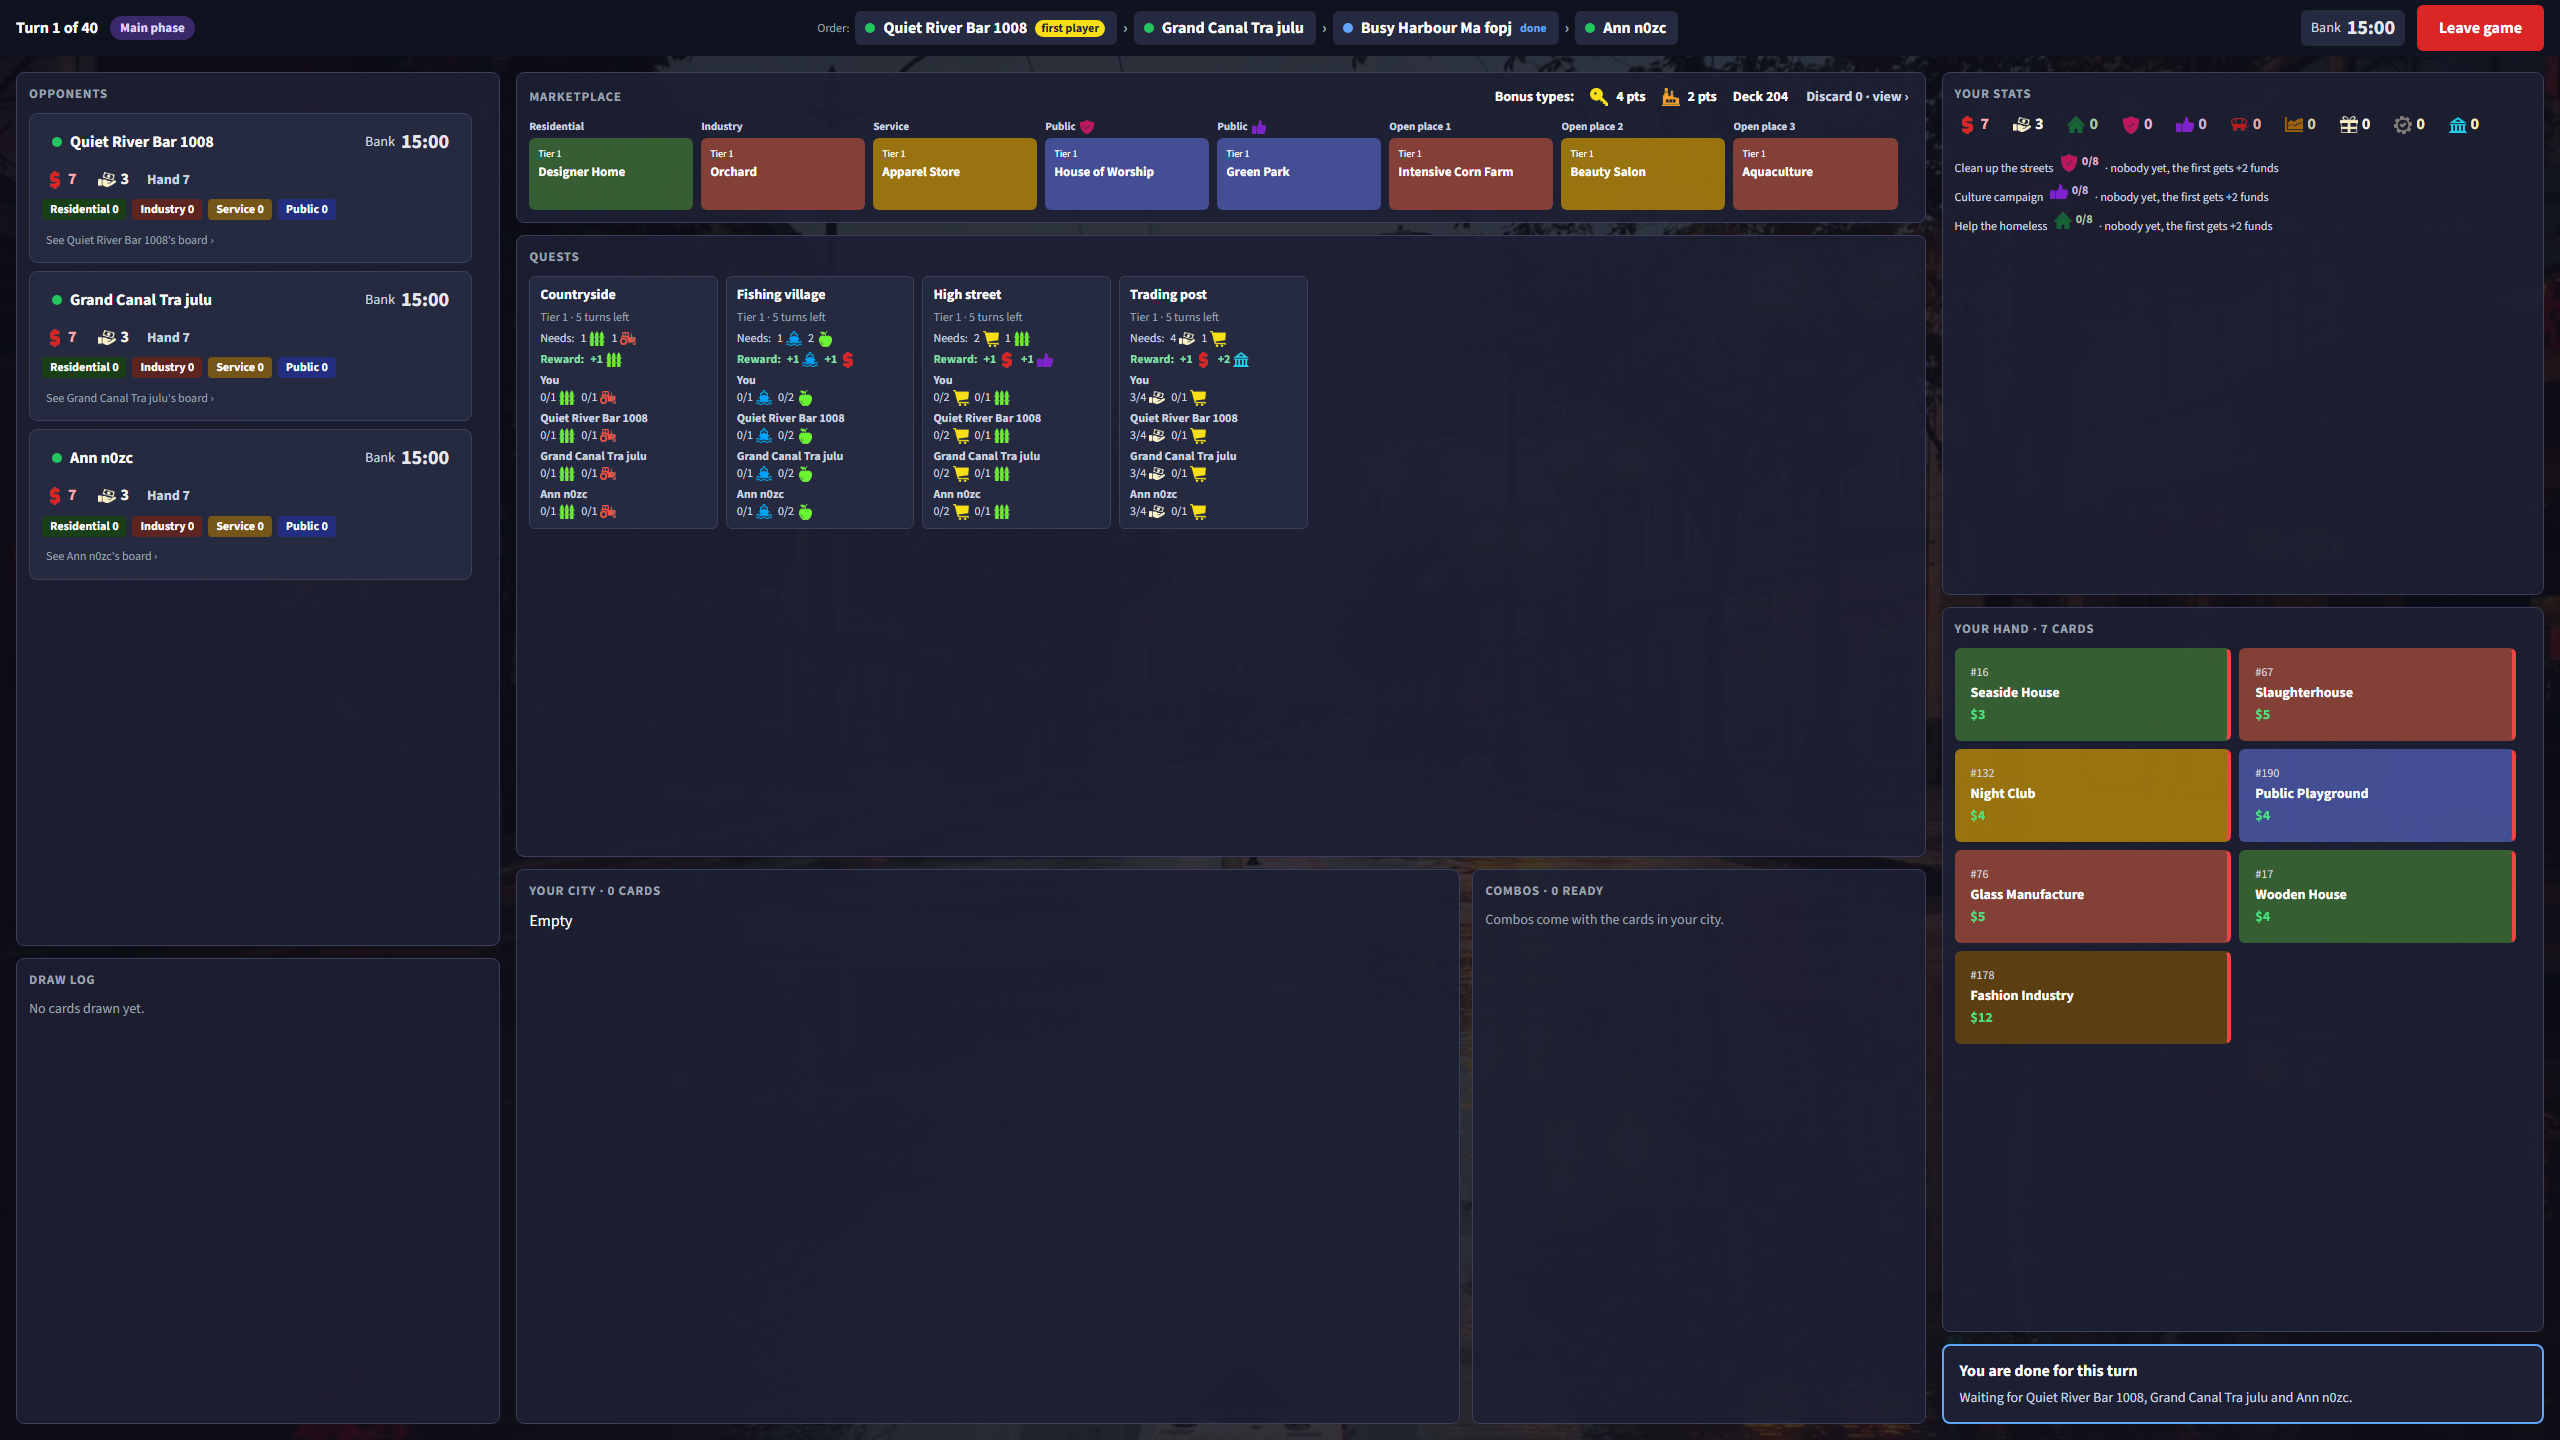 Turn 1 of 40 Main phase
Order: Quiet River Bar 1008 first player › Grand Canal Tra julu › Busy Harbour Ma fopj done › Ann n0zc
Bank 15:00 Leave game
OPPONENTS
Quiet River Bar 1008 Bank 15:00
7 3 Hand 7
Residential 0 Industry 0 Service 0 Public 0
See Quiet River Bar 1008's board ›
Grand Canal Tra julu Bank 15:00
7 3 Hand 7
Residential 0 Industry 0 Service 0 Public 0
See Grand Canal Tra julu's board ›
Ann n0zc Bank 15:00
7 3 Hand 7
Residential 0 Industry 0 Service 0 Public 0
See Ann n0zc's board ›
DRAW LOG
No cards drawn yet.
MARKETPLACE
Bonus types: 4 pts 2 pts Deck 204 Discard 0 · view ›
Residential
Tier 1
Designer Home
Industry
Tier 1
Orchard
Service
Tier 1
Apparel Store
Public
Tier 1
House of Worship
Public
Tier 1
Green Park
Open place 1
Tier 1
Intensive Corn Farm
Open place 2
Tier 1
Beauty Salon
Open place 3
Tier 1
Aquaculture
QUESTS
Countryside
Tier 1 · 5 turns left
Needs: 1 1
Reward: +1
You
0/1 0/1
Quiet River Bar 1008
0/1 0/1
Grand Canal Tra julu
0/1 0/1
Ann n0zc
0/1 0/1
Fishing village
Tier 1 · 5 turns left
Needs: 1 2
Reward: +1 +1
You
0/1 0/2
Quiet River Bar 1008
0/1 0/2
Grand Canal Tra julu
0/1 0/2
Ann n0zc
0/1 0/2
High street
Tier 1 · 5 turns left
Needs: 2 1
Reward: +1 +1
You
0/2 0/1
Quiet River Bar 1008
0/2 0/1
Grand Canal Tra julu
0/2 0/1
Ann n0zc
0/2 0/1
Trading post
Tier 1 · 5 turns left
Needs: 4 1
Reward: +1 +2
You
3/4 0/1
Quiet River Bar 1008
3/4 0/1
Grand Canal Tra julu
3/4 0/1
Ann n0zc
3/4 0/1
YOUR CITY · 0 CARDS
Empty
COMBOS · 0 READY
Combos come with the cards in your city.
YOUR STATS
7 3 0 0 0 0 0 0 0 0
Clean up the streets 0/8 · nobody yet, the first gets +2 funds
Culture campaign 0/8 · nobody yet, the first gets +2 funds
Help the homeless 0/8 · nobody yet, the first gets +2 funds
YOUR HAND · 7 CARDS
#16
Seaside House
$3
#67
Slaughterhouse
$5
#132
Night Club
$4
#190
Public Playground
$4
#76
Glass Manufacture
$5
#17
Wooden House
$4
#178
Fashion Industry
$12
You are done for this turn
Waiting for Quiet River Bar 1008, Grand Canal Tra julu and Ann n0zc.